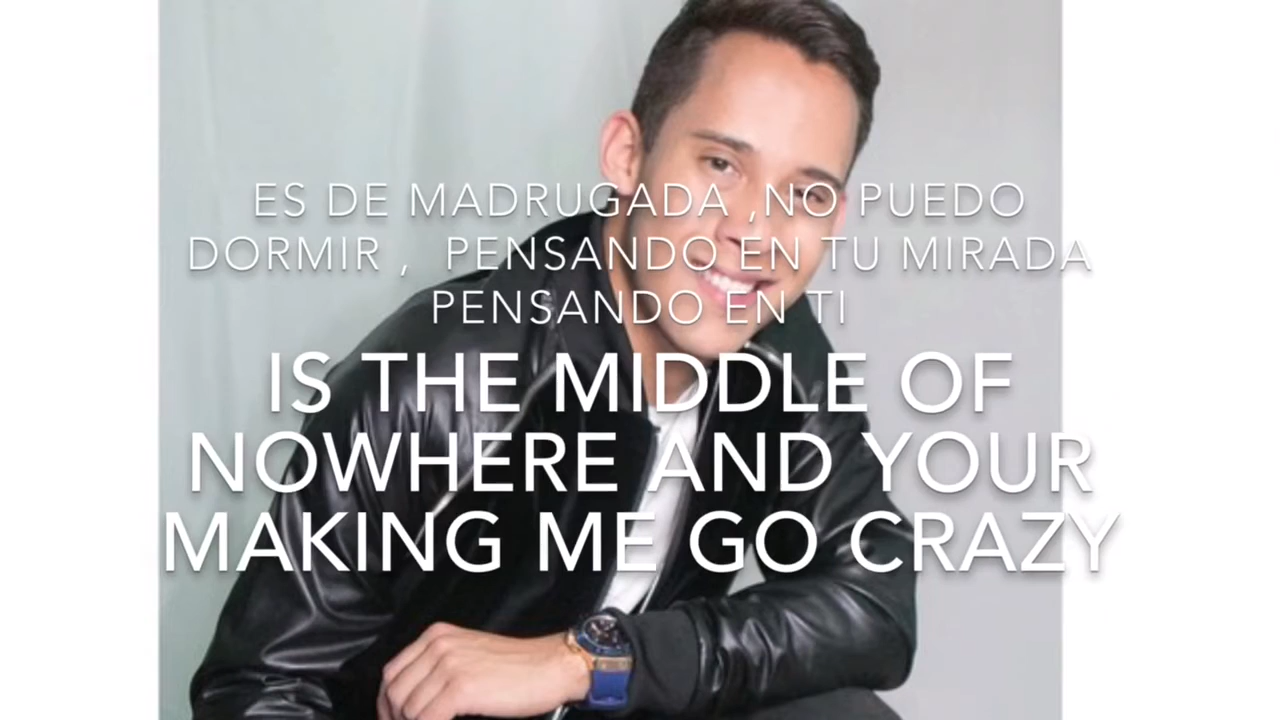 ES DE MADRUGADA ,NO PUEDO
DORMIR , PENSANDO EN TU MIRADA
PENSANDO EN TI
IS THE MIDDLE OF
NOWHERE AND YOUR
MAKING ME GO CRAZY